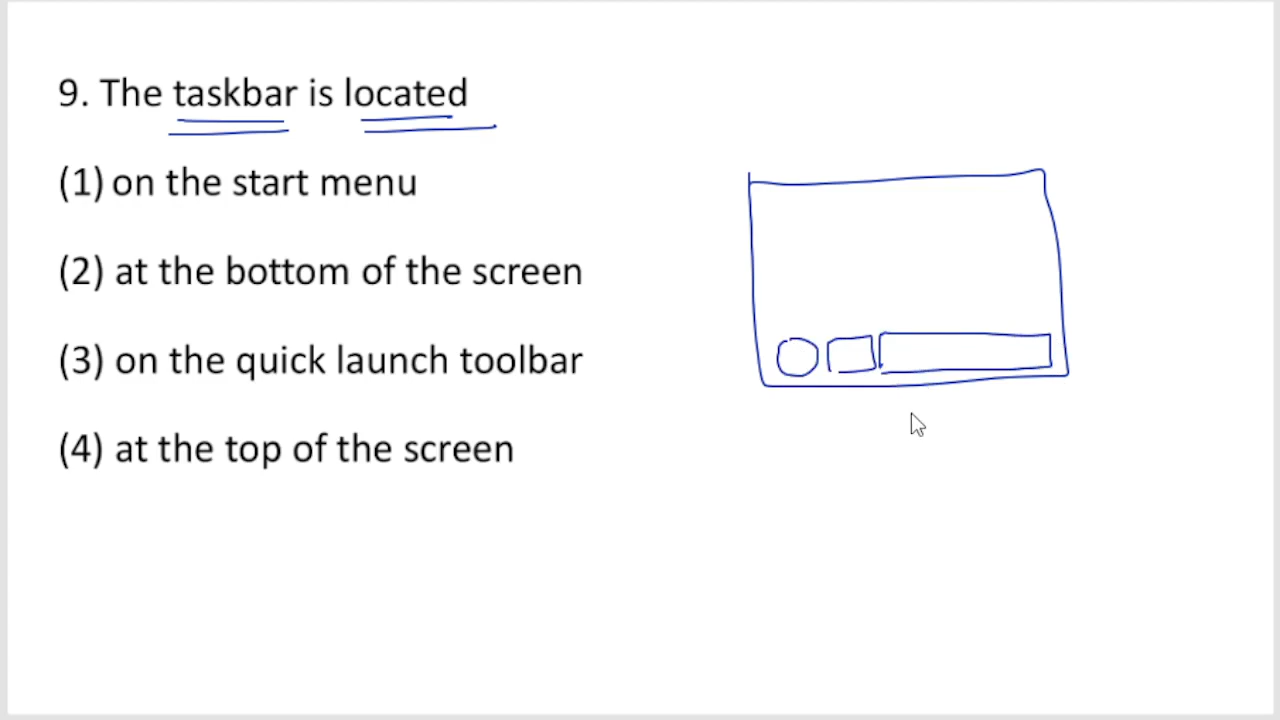 9. The taskbar is located
(1) on the start menu
(2) at the bottom of the screen
(3) on the quick launch toolbar
(4) at the top of the screen